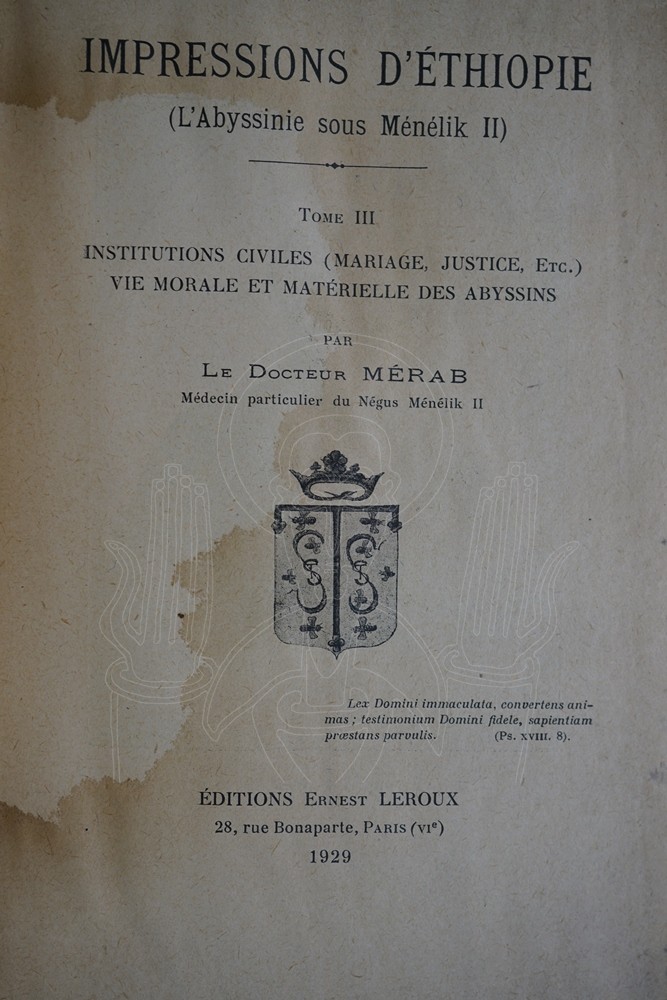 IMPRESSIONS D'ÉTHIOPIE
(L'Abyssinie sous Ménélik II)
TOME III
INSTITUTIONS CIVILES (MARIAGE, JUSTICE, ETC.)
VIE MORALE ET MATÉRIELLE DES ABYSSINS
PAR
LE DOCTEUR MÉRAB
Médecin particulier du Négus Ménélik II
Lex Domini immaculata, convertens ani-
mas ; testimonium Domini fidele, sapientiam
præstans parvulis. (Ps. XVIII. 8).
ÉDITIONS ERNEST LEROUX
28, rue Bonaparte, PARIS (VIe)
1929